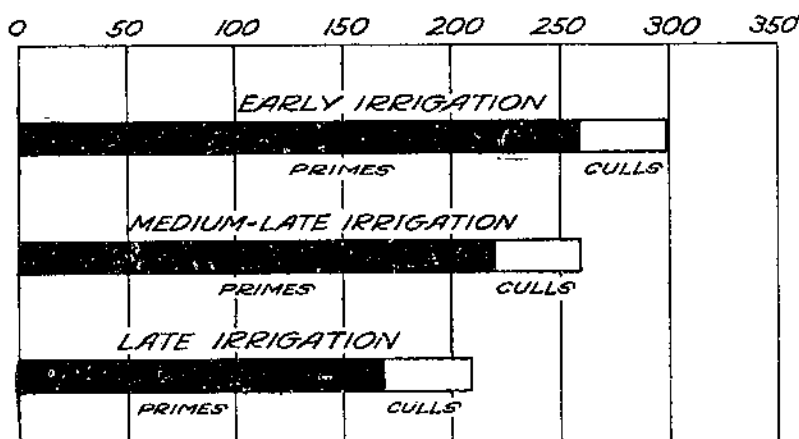 0 50 100 150 200 250 300 350
EARLY IRRIGATION
PRIMES CULLS
MEDIUM-LATE IRRIGATION
PRIMES CULLS
LATE IRRIGATION
PRIMES CULLS